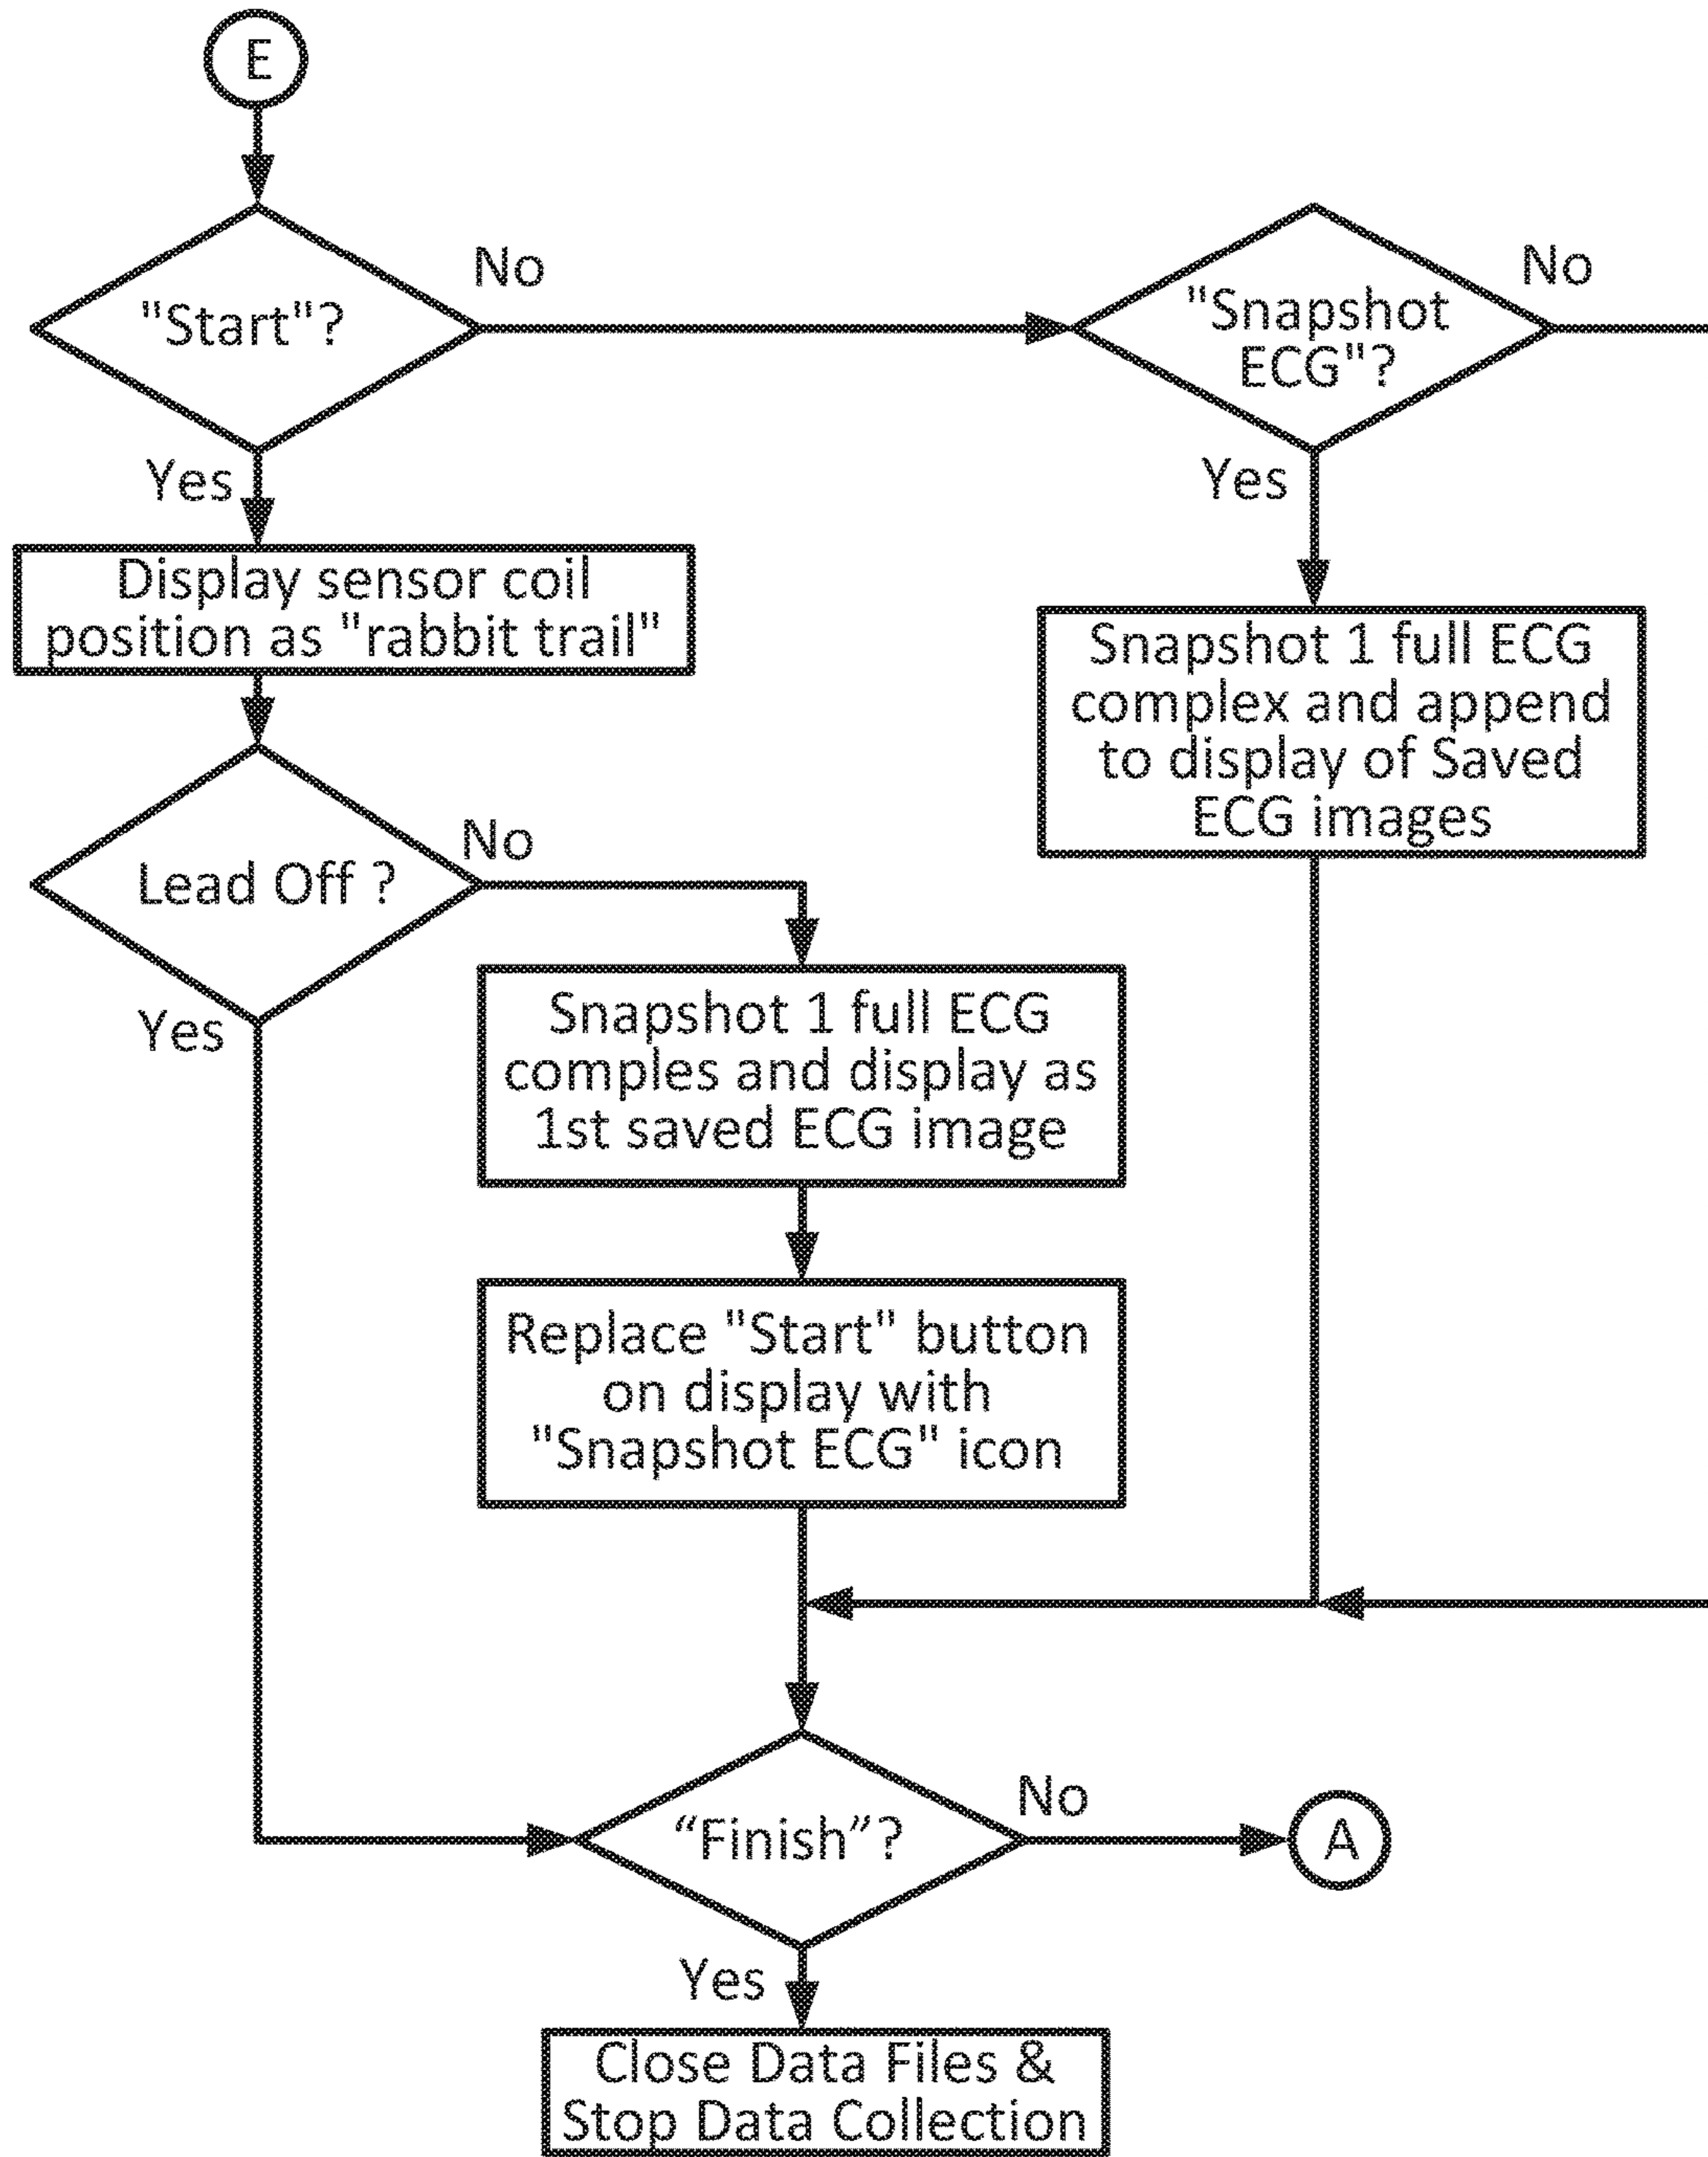 E
"Start"?
No
"Snapshot
ECG"?
No
Yes
Yes
Display sensor coil
position as "rabbit trail"
Snapshot 1 full ECG
complex and append
to display of Saved
ECG images
Lead Off ?
No
Yes
Snapshot 1 full ECG
comples and display as
1st saved ECG image
Replace "Start" button
on display with
"Snapshot ECG" icon
“Finish”?
No
A
Yes
Close Data Files &
Stop Data Collection